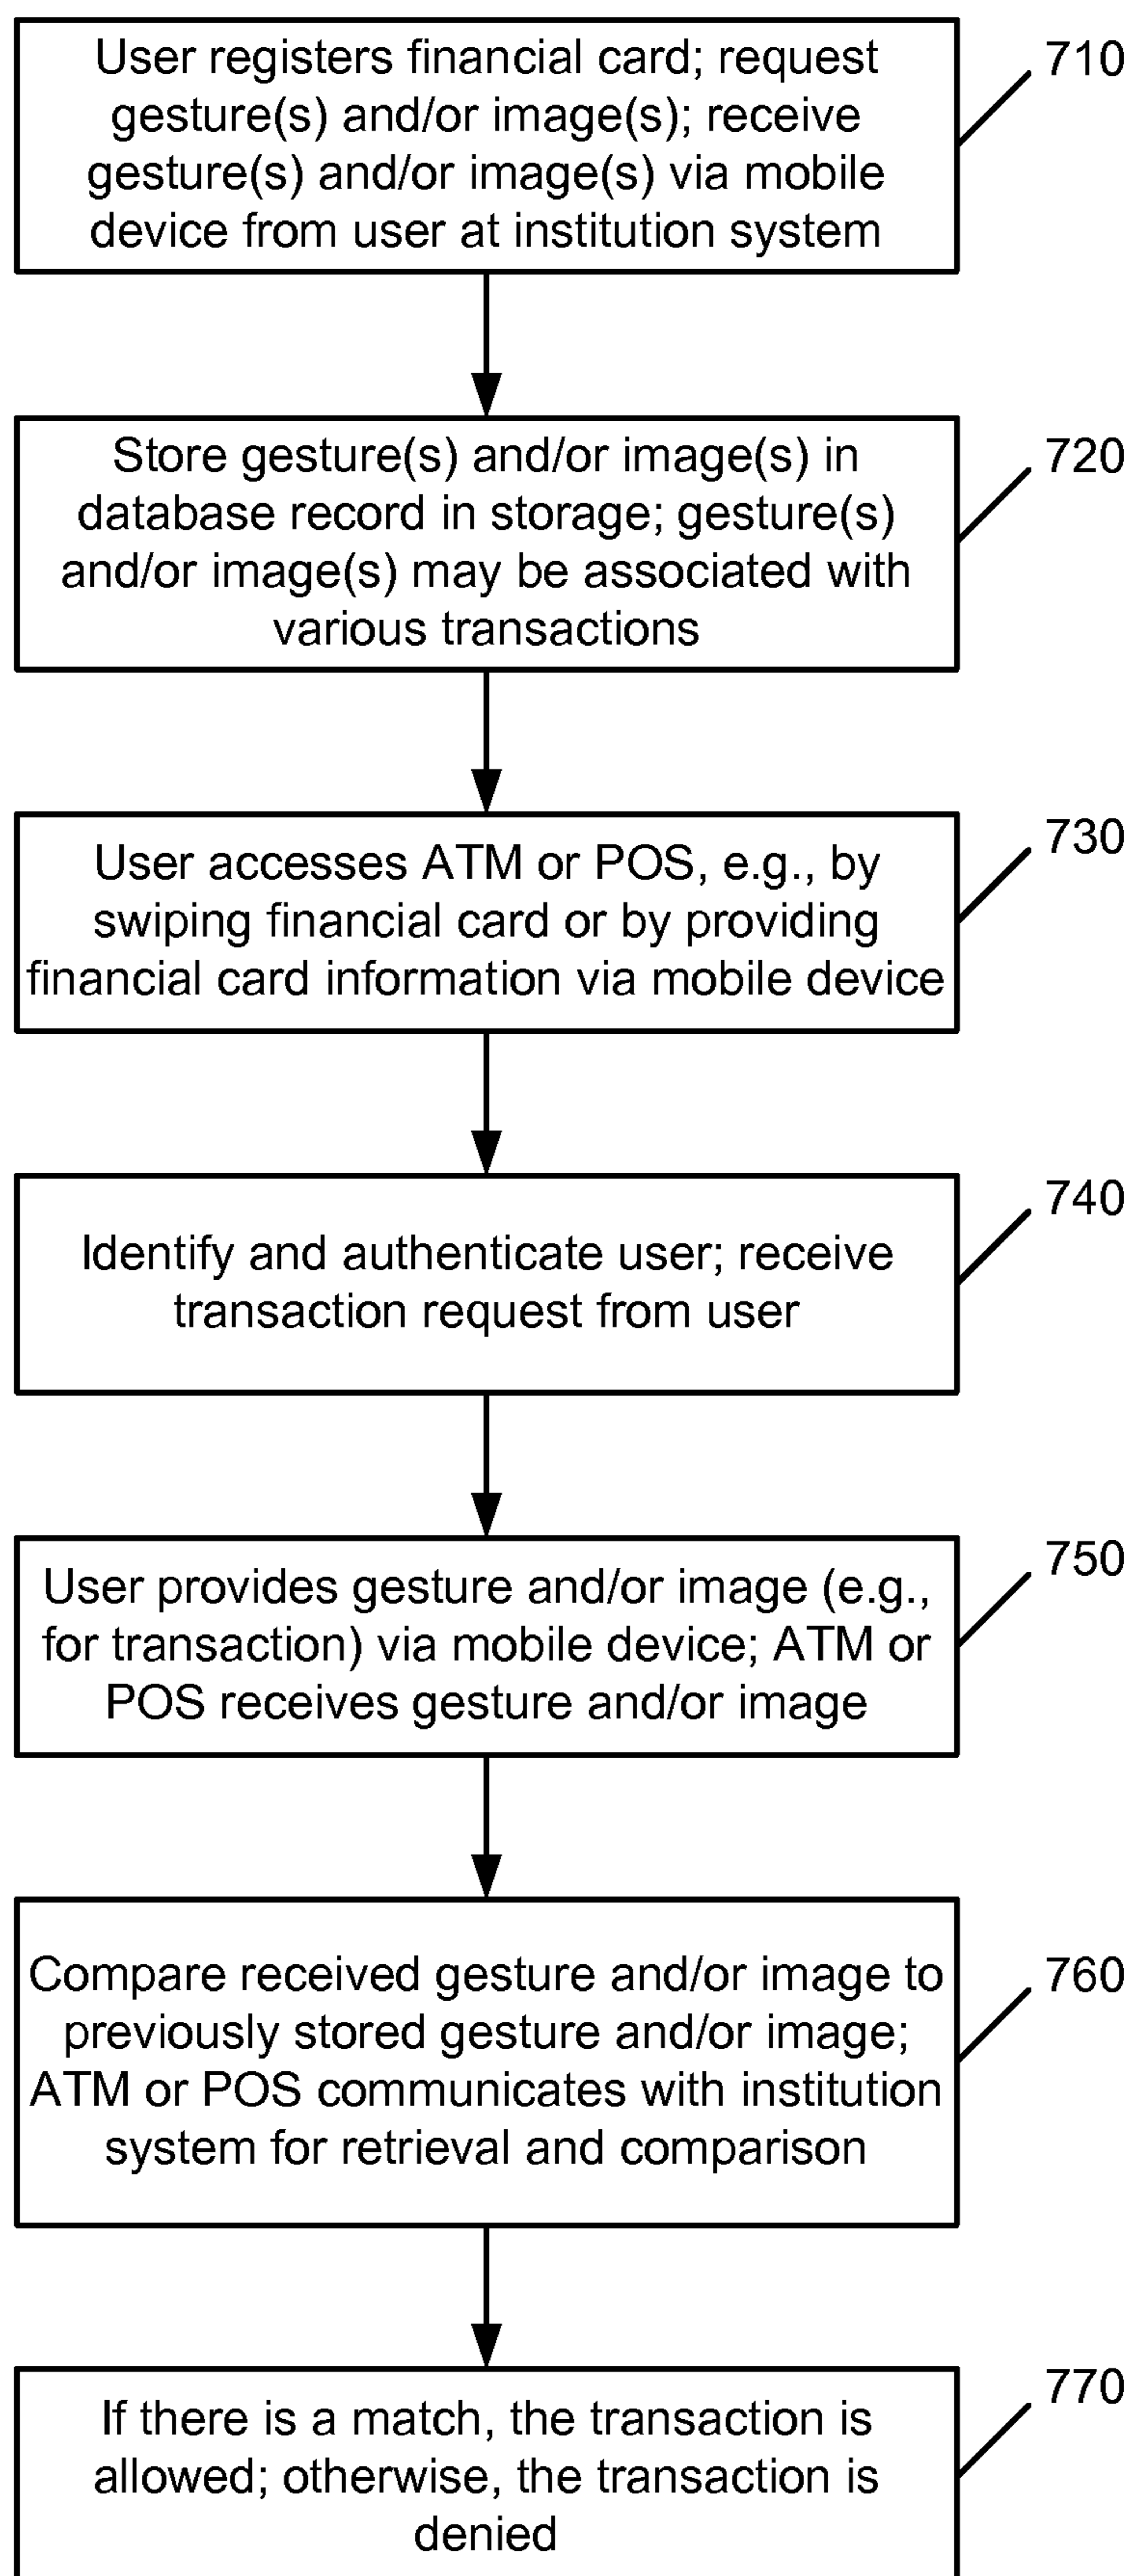 User registers financial card; request
gesture(s) and/or image(s); receive
gesture(s) and/or image(s) via mobile
device from user at institution system
710
Store gesture(s) and/or image(s) in
database record in storage; gesture(s)
and/or image(s) may be associated with
various transactions
720
User accesses ATM or POS, e.g., by
swiping financial card or by providing
financial card information via mobile device
730
Identify and authenticate user; receive
transaction request from user
740
User provides gesture and/or image (e.g.,
for transaction) via mobile device; ATM or
POS receives gesture and/or image
750
Compare received gesture and/or image to
previously stored gesture and/or image;
ATM or POS communicates with institution
system for retrieval and comparison
760
If there is a match, the transaction is
allowed; otherwise, the transaction is
denied
770